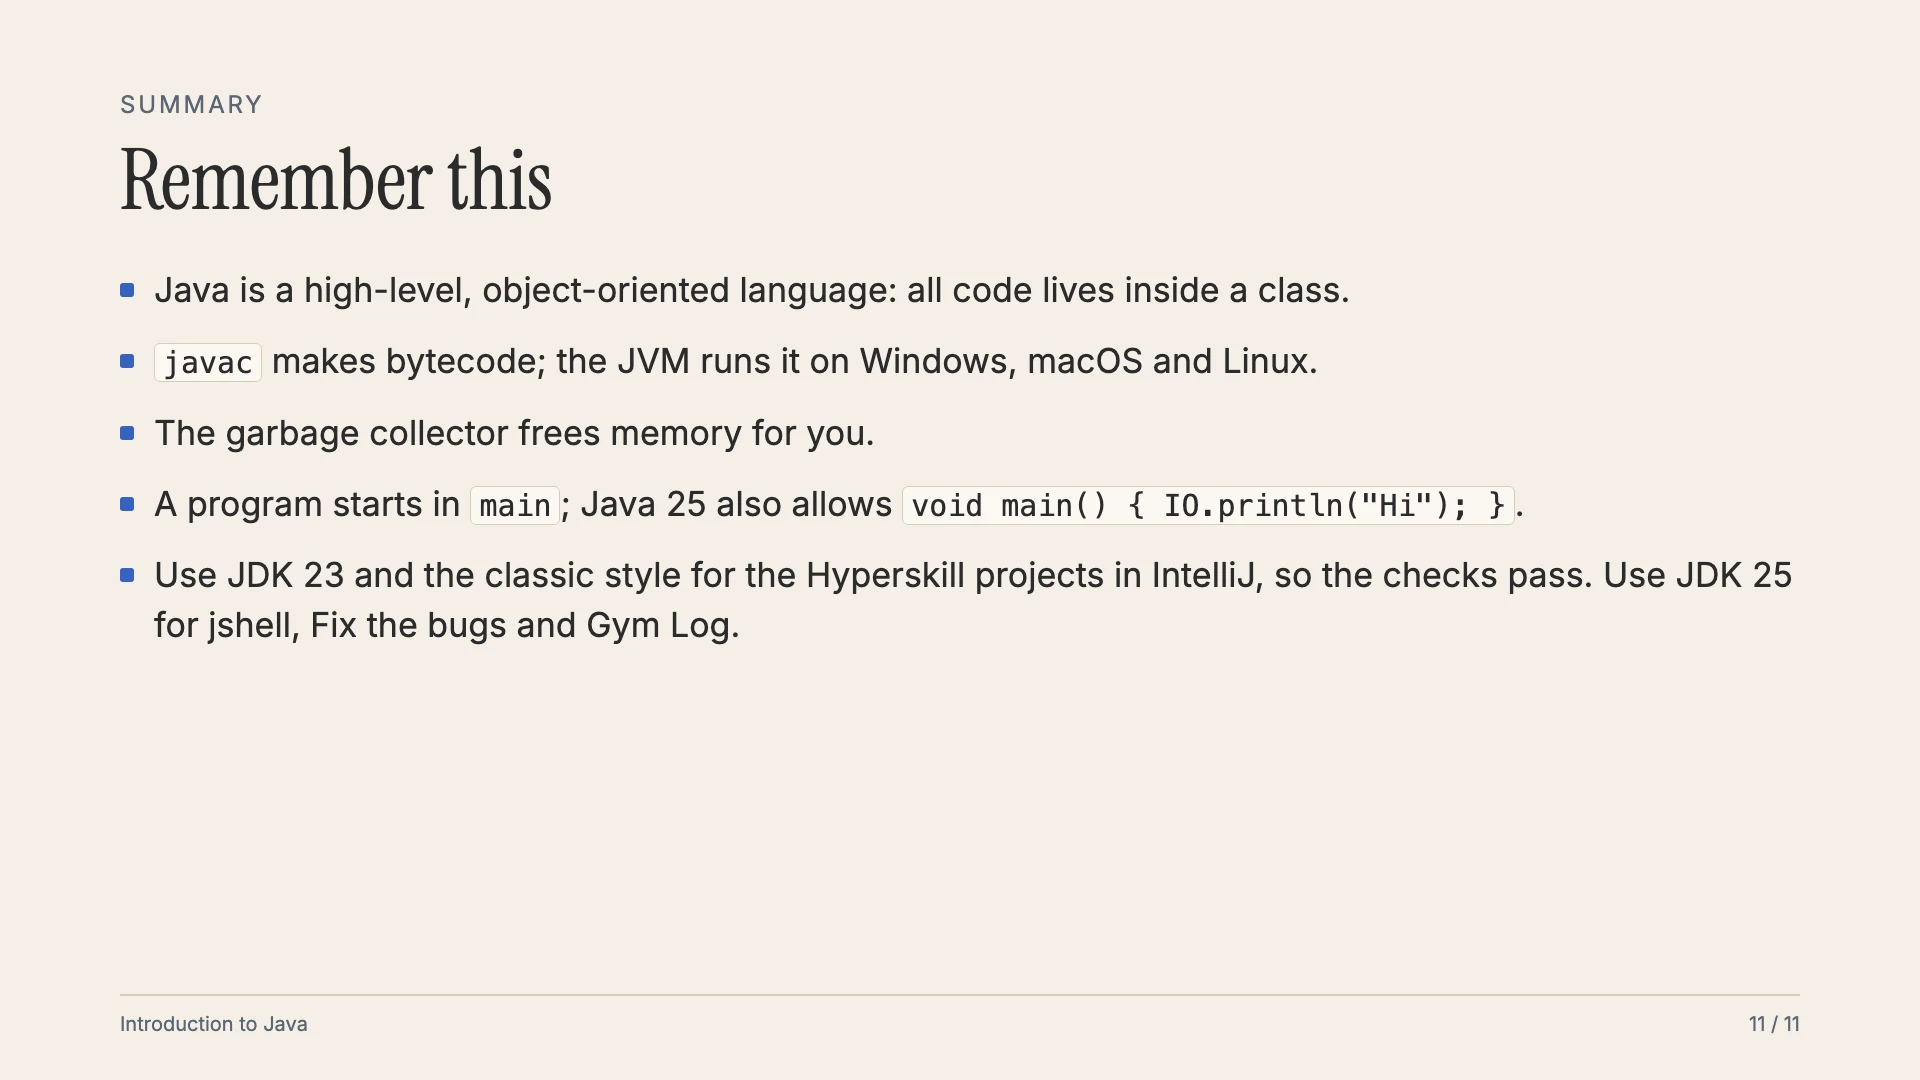 SUMMARY
Remember this
Java is a high-level, object-oriented language: all code lives inside a class.
javac makes bytecode; the JVM runs it on Windows, macOS and Linux.
The garbage collector frees memory for you.
A program starts in main; Java 25 also allows void main() { IO.println("Hi"); }.
Use JDK 23 and the classic style for the Hyperskill projects in IntelliJ, so the checks pass. Use JDK 25
for jshell, Fix the bugs and Gym Log.
Introduction to Java
11 / 11